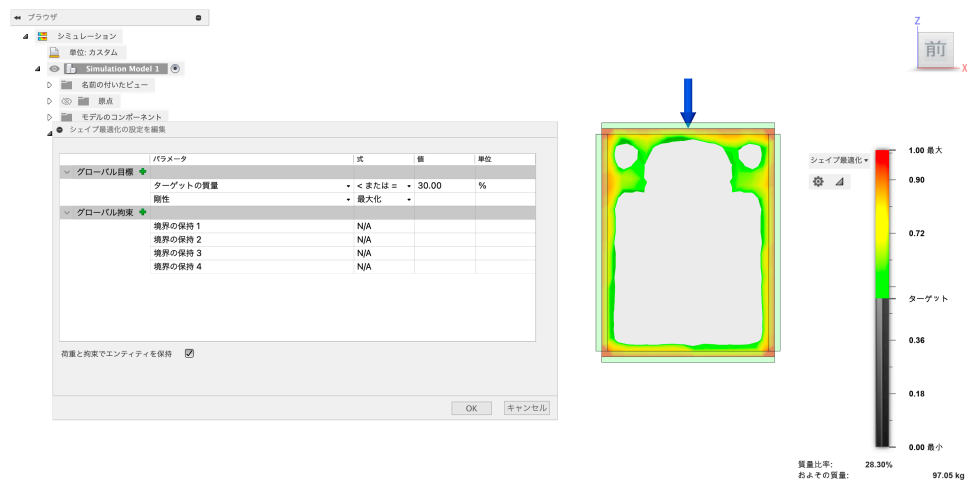 ブラウザ
シミュレーション
単位: カスタム
Simulation Model 1
名前の付いたビュー
原点
モデルのコンポーネント
シェイプ最適化の設定を編集
パラメータ 式 値 単位
グローバル目標
ターゲットの質量 < または = 30.00 %
剛性 最大化
グローバル拘束
境界の保持 1 N/A
境界の保持 2 N/A
境界の保持 3 N/A
境界の保持 4 N/A
荷重と拘束でエンティティを保持
OK キャンセル
Z
前
X
シェイプ最適化
1.00 最大
0.90
0.72
ターゲット
0.36
0.18
0.00 最小
質量比率: 28.30%
おおよその質量: 97.05 kg